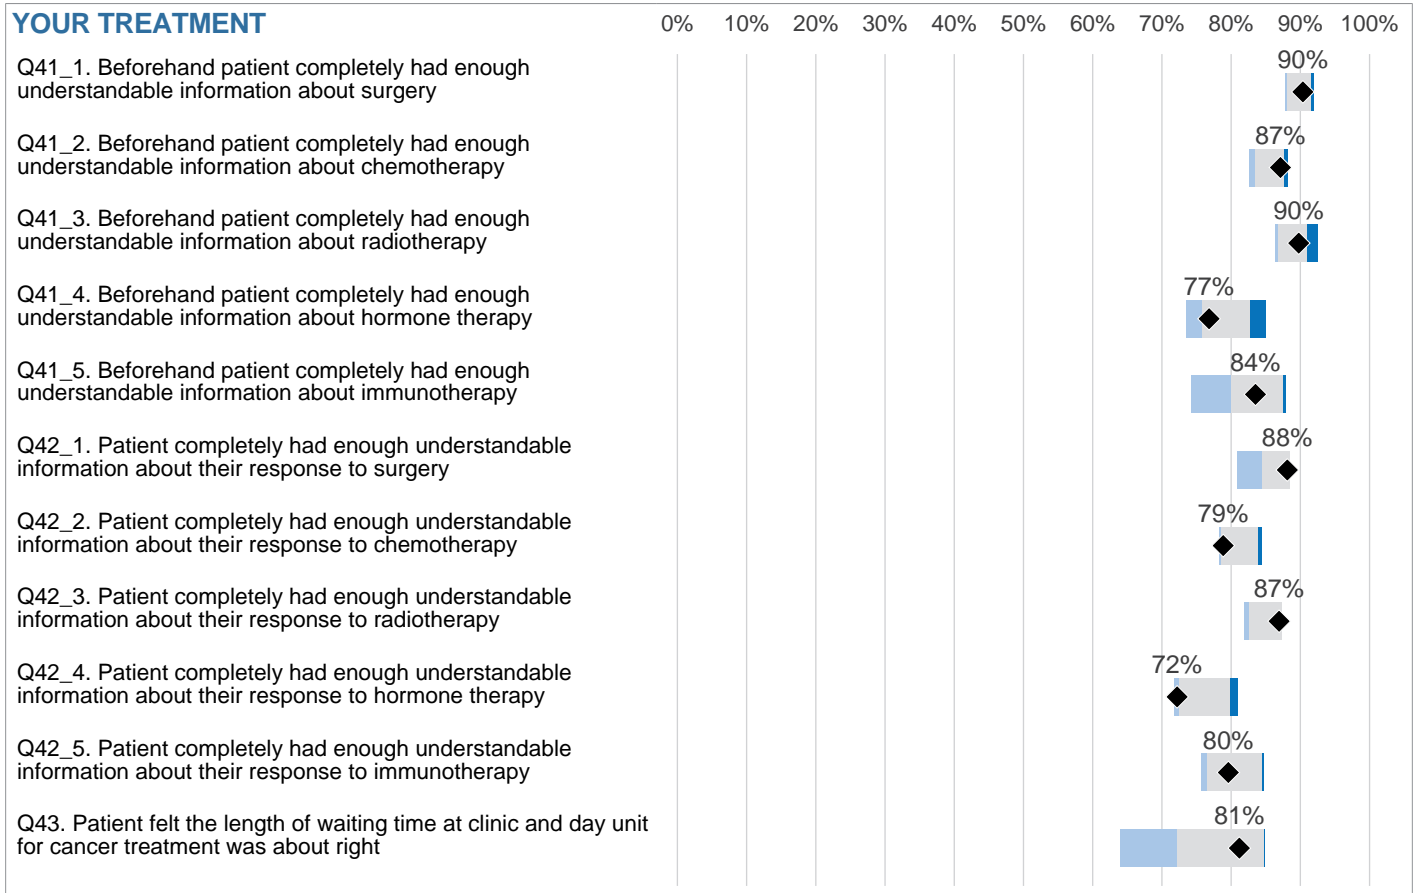 YOUR TREATMENT
0% 10% 20% 30% 40% 50% 60% 70% 80% 90% 100%
Q41_1. Beforehand patient completely had enough
understandable information about surgery
90%
Q41_2. Beforehand patient completely had enough
understandable information about chemotherapy
87%
Q41_3. Beforehand patient completely had enough
understandable information about radiotherapy
90%
Q41_4. Beforehand patient completely had enough
understandable information about hormone therapy
77%
Q41_5. Beforehand patient completely had enough
understandable information about immunotherapy
84%
Q42_1. Patient completely had enough understandable
information about their response to surgery
88%
Q42_2. Patient completely had enough understandable
information about their response to chemotherapy
79%
Q42_3. Patient completely had enough understandable
information about their response to radiotherapy
87%
Q42_4. Patient completely had enough understandable
information about their response to hormone therapy
72%
Q42_5. Patient completely had enough understandable
information about their response to immunotherapy
80%
Q43. Patient felt the length of waiting time at clinic and day unit
for cancer treatment was about right
81%